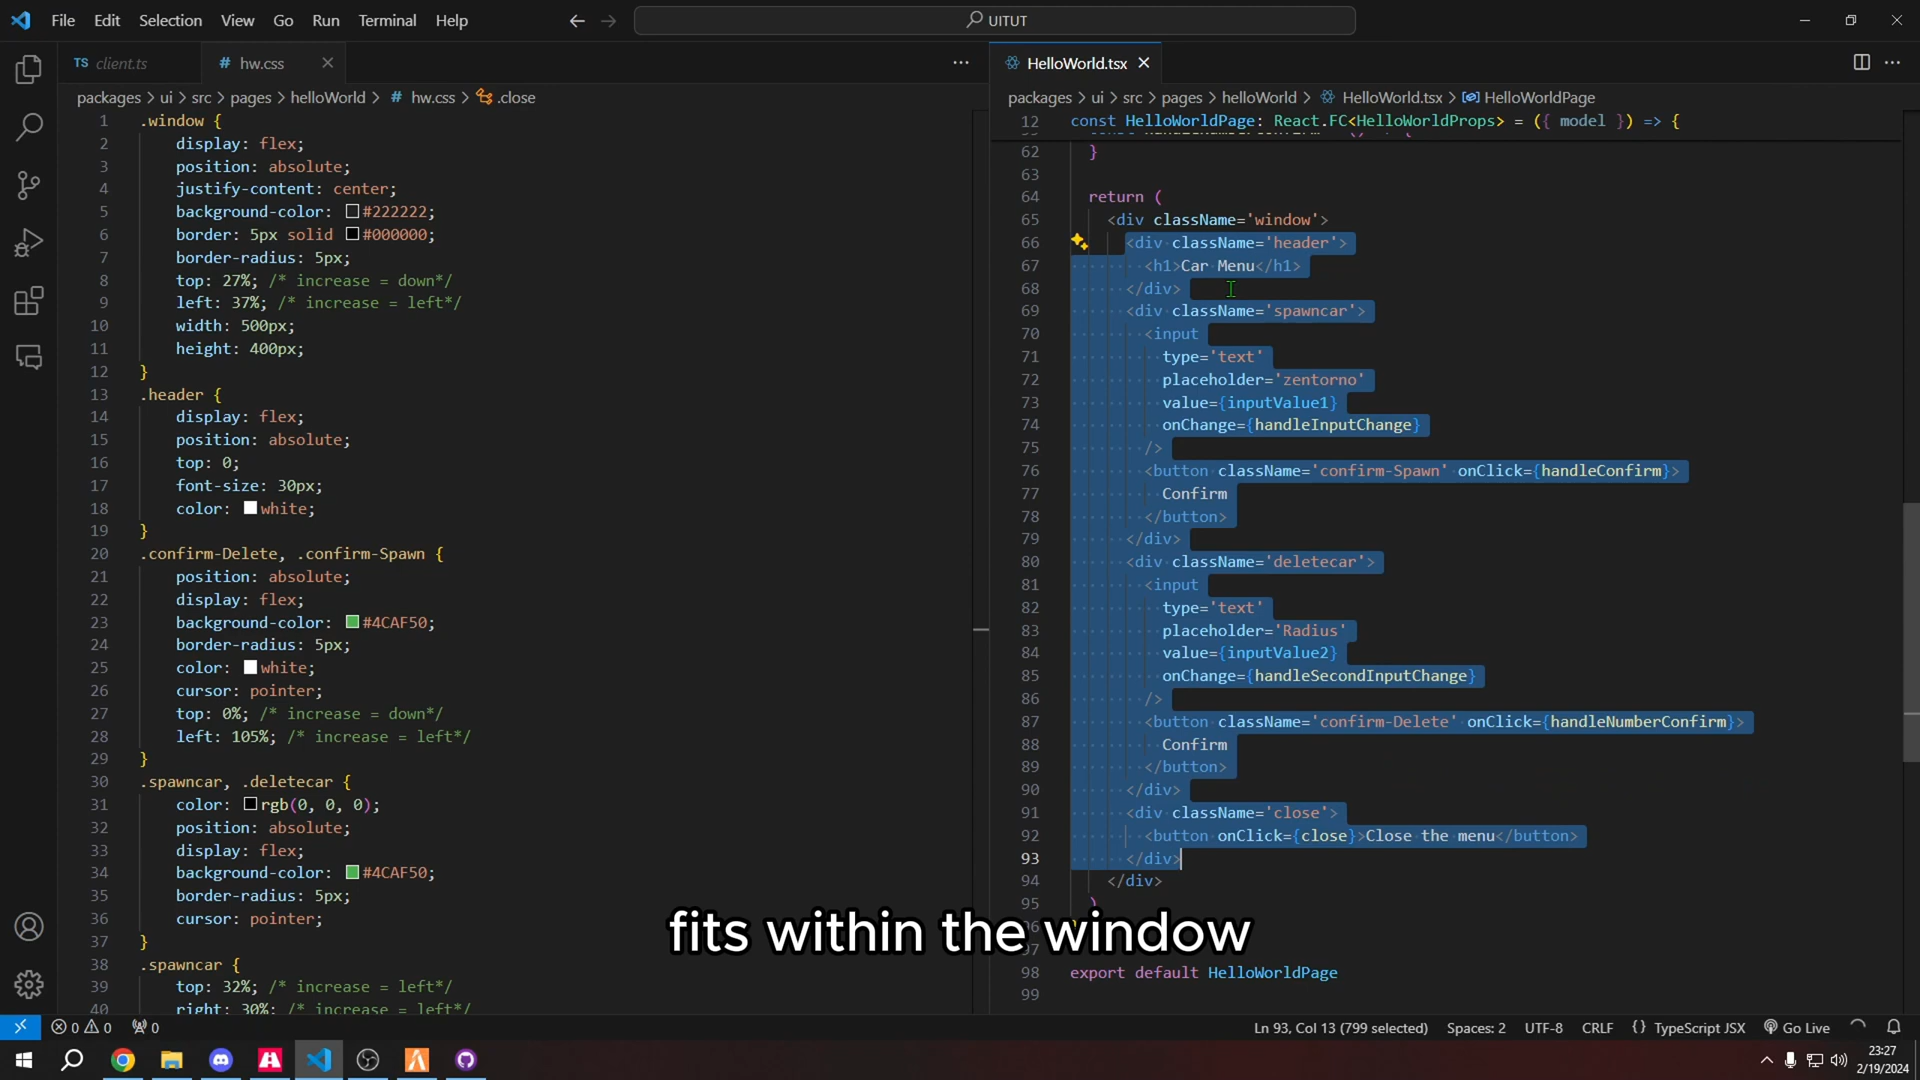 File Edit Selection View Go Run Terminal Help
UITUT
TS client.ts
# hw.css
packages > ui > src > pages > helloWorld > # hw.css > .close
1 .window {
2 display: flex;
3 position: absolute;
4 justify-content: center;
5 background-color: #222222;
6 border: 5px solid #000000;
7 border-radius: 5px;
8 top: 27%; /* increase = down*/
9 left: 37%; /* increase = left*/
10 width: 500px;
11 height: 400px;
12 }
13 .header {
14 display: flex;
15 position: absolute;
16 top: 0;
17 font-size: 30px;
18 color: white;
19 }
20 .confirm-Delete, .confirm-Spawn {
21 position: absolute;
22 display: flex;
23 background-color: #4CAF50;
24 border-radius: 5px;
25 color: white;
26 cursor: pointer;
27 top: 0%; /* increase = down*/
28 left: 105%; /* increase = left*/
29 }
30 .spawncar, .deletecar {
31 color: rgb(0, 0, 0);
32 position: absolute;
33 display: flex;
34 background-color: #4CAF50;
35 border-radius: 5px;
36 cursor: pointer;
37 }
38 .spawncar {
39 top: 32%; /* increase = left*/
40 right: 30%; /* increase = left*/
HelloWorld.tsx
packages > ui > src > pages > helloWorld > HelloWorld.tsx > HelloWorldPage
12 const HelloWorldPage: React.FC<HelloWorldProps> = ({ model }) => {
62 }
63
64 return (
65 <div className='window'>
66 <div className='header'>
67 <h1>Car Menu</h1>
68 </div>
69 <div className='spawncar'>
70 <input
71 type='text'
72 placeholder='zentorno'
73 value={inputValue1}
74 onChange={handleInputChange}
75 />
76 <button className='confirm-Spawn' onClick={handleConfirm}>
77 Confirm
78 </button>
79 </div>
80 <div className='deletecar'>
81 <input
82 type='text'
83 placeholder='Radius'
84 value={inputValue2}
85 onChange={handleSecondInputChange}
86 />
87 <button className='confirm-Delete' onClick={handleNumberConfirm}>
88 Confirm
89 </button>
90 </div>
91 <div className='close'>
92 <button onClick={close}>Close the menu</button>
93 </div>
94 </div>
95 )
98 export default HelloWorldPage
99
fits within the window
0 0 0
Ln 93, Col 13 (799 selected) Spaces: 2 UTF-8 CRLF {} TypeScript JSX Go Live
23:27
2/19/2024